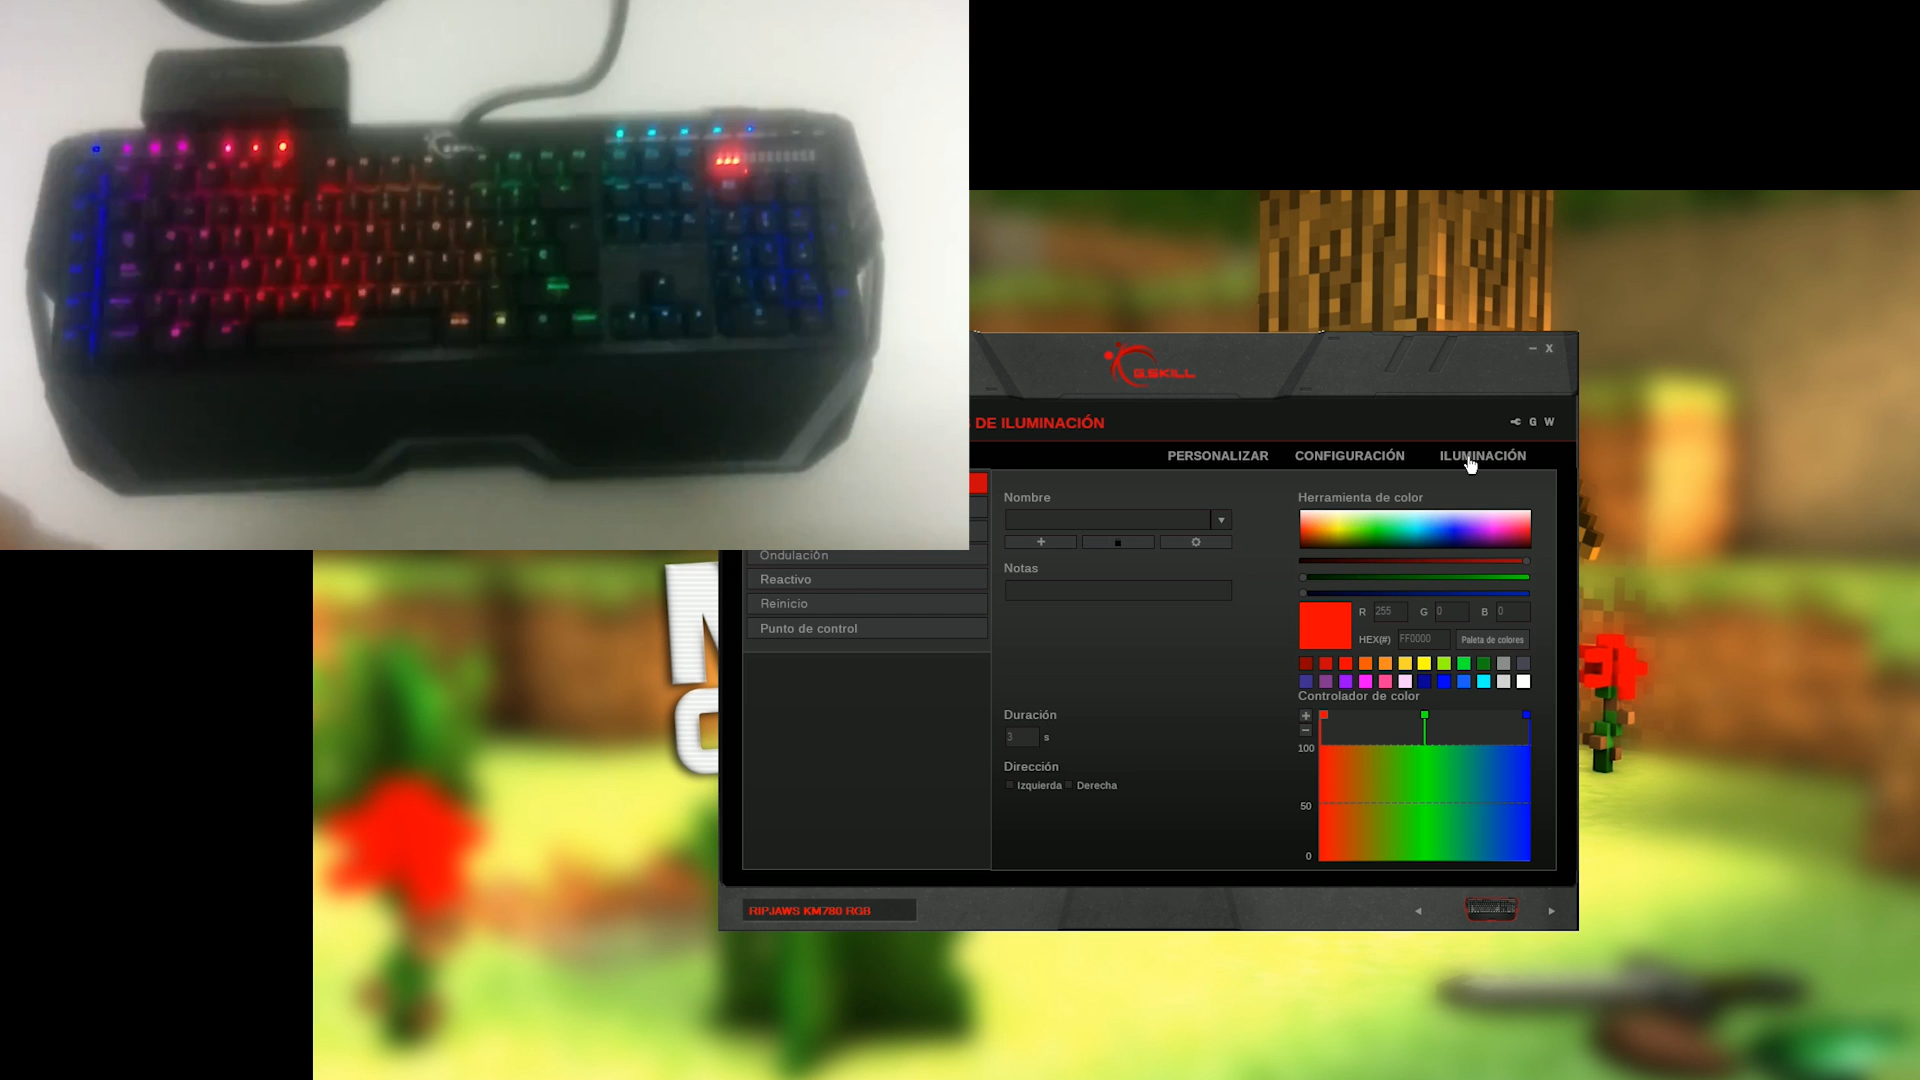 G.SKILL
DE ILUMINACIÓN
G W
PERSONALIZAR CONFIGURACIÓN ILUMINACIÓN
Ondulación
Reactivo
Reinicio
Punto de control
Nombre
Notas
Duración
3 s
Dirección
Izquierda Derecha
Herramienta de color
R 255 G 0 B 0
HEX(#) FF0000 Paleta de colores
Controlador de color
100
50
0
RIPJAWS KM780 RGB